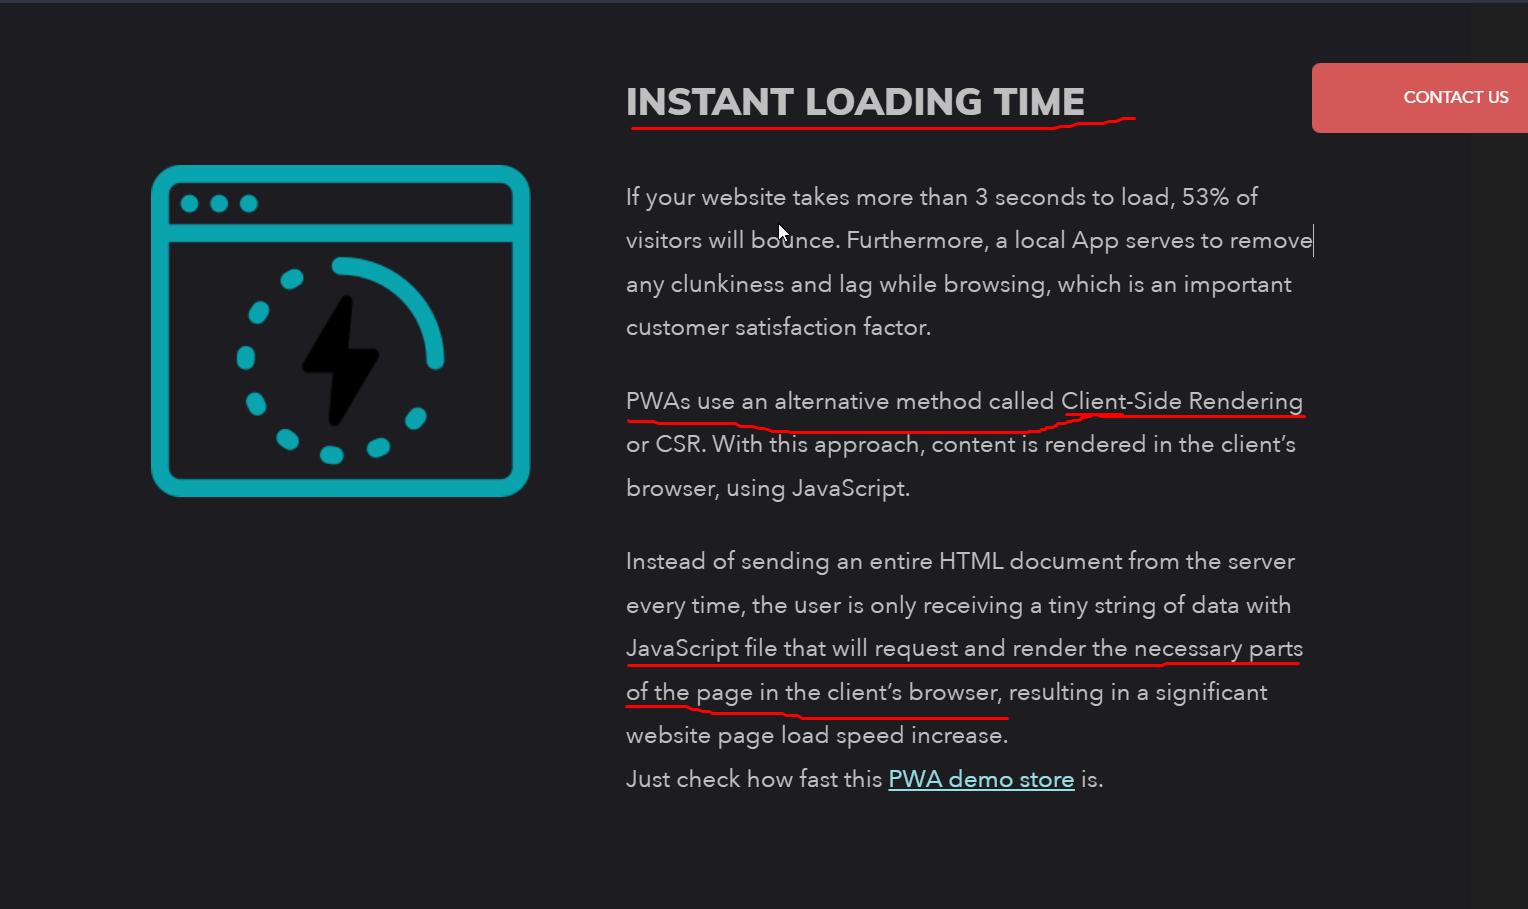 INSTANT LOADING TIME
CONTACT US
If your website takes more than 3 seconds to load, 53% of
visitors will bounce. Furthermore, a local App serves to remove
any clunkiness and lag while browsing, which is an important
customer satisfaction factor.
PWAs use an alternative method called Client-Side Rendering
or CSR. With this approach, content is rendered in the client’s
browser, using JavaScript.
Instead of sending an entire HTML document from the server
every time, the user is only receiving a tiny string of data with
JavaScript file that will request and render the necessary parts
of the page in the client’s browser, resulting in a significant
website page load speed increase.
Just check how fast this PWA demo store is.